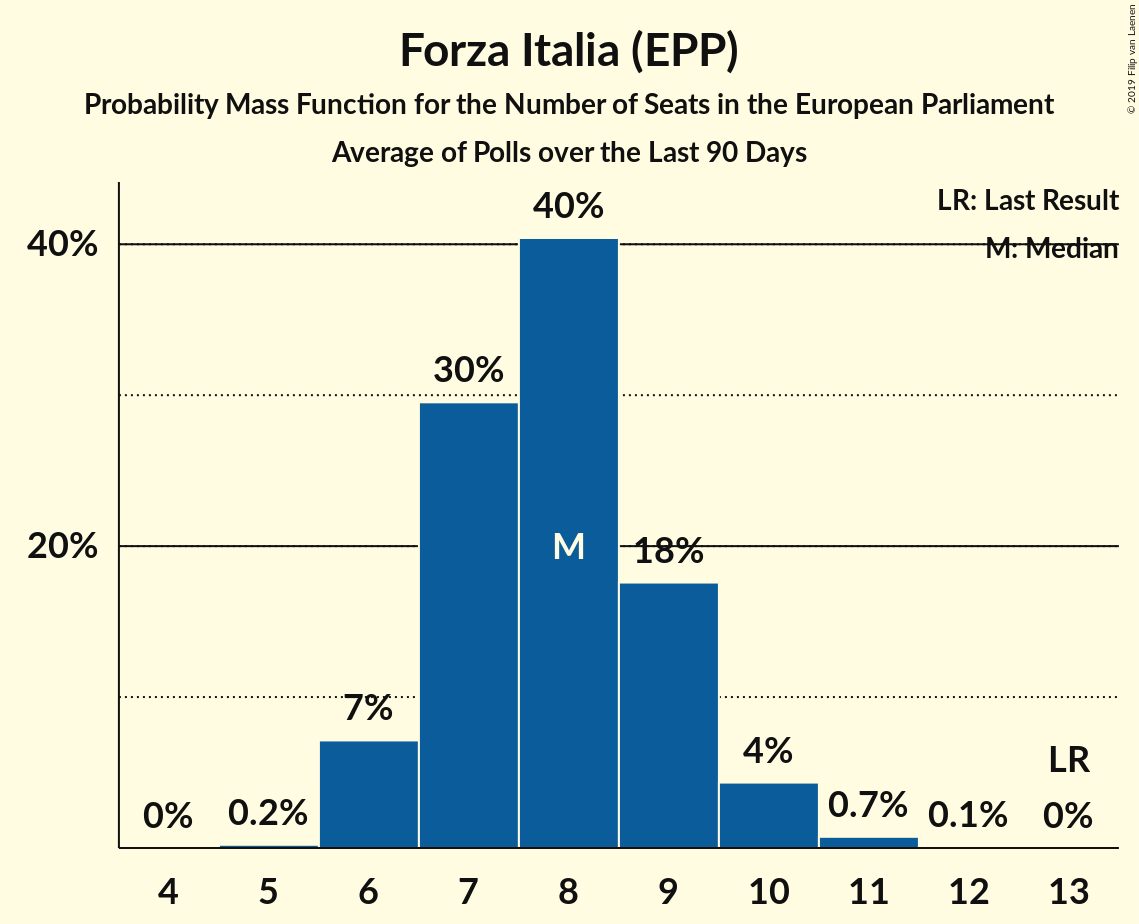 Forza Italia (EPP)
Probability Mass Function for the Number of Seats in the European Parliament
Average of Polls over the Last 90 Days
© 2019 Filip van Laenen
LR: Last Result
M: Median
40%
20%
0%
0.2%
7%
30%
40%
M
18%
4%
0.7%
0.1%
LR
0%
4 5 6 7 8 9 10 11 12 13